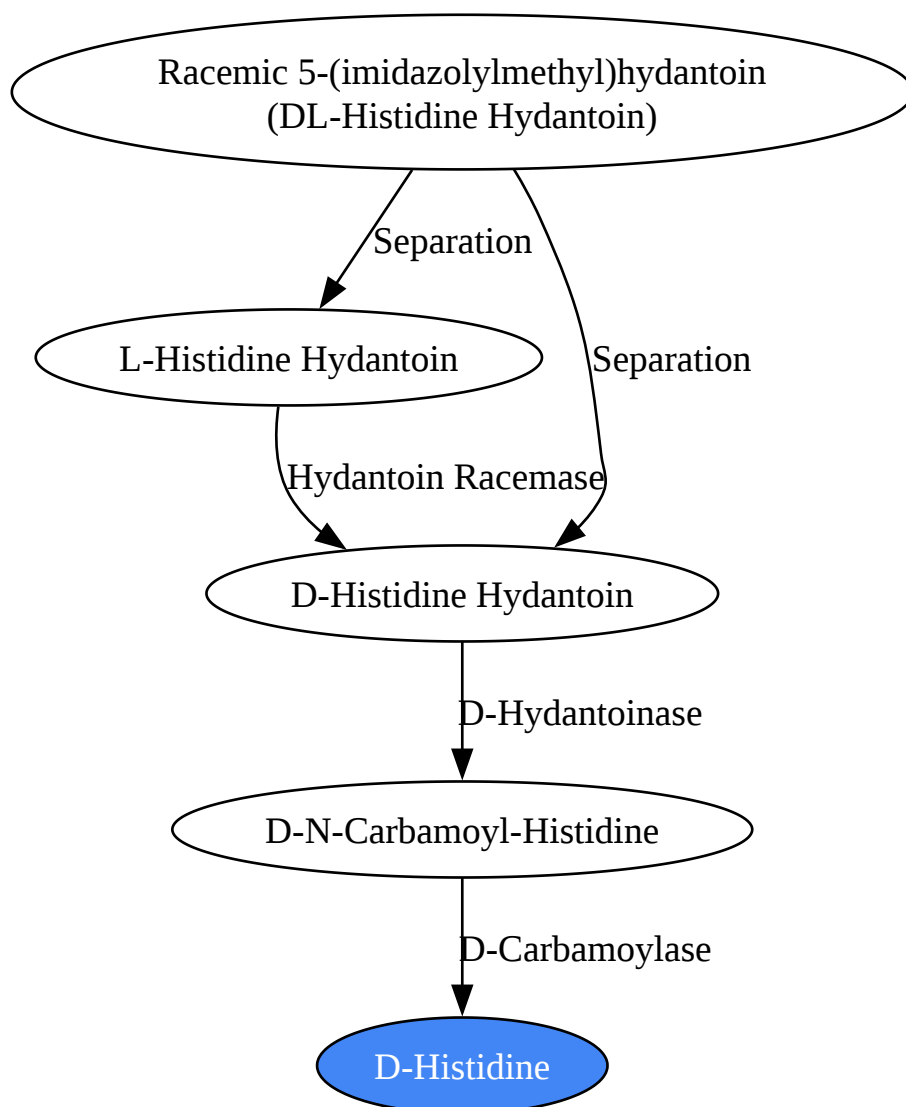 Racemic 5-(imidazolylmethyl)hydantoin
(DL-Histidine Hydantoin)
Separation
L-Histidine Hydantoin
Separation
Hydantoin Racemase
D-Histidine Hydantoin
D-Hydantoinase
D-N-Carbamoyl-Histidine
D-Carbamoylase
D-Histidine